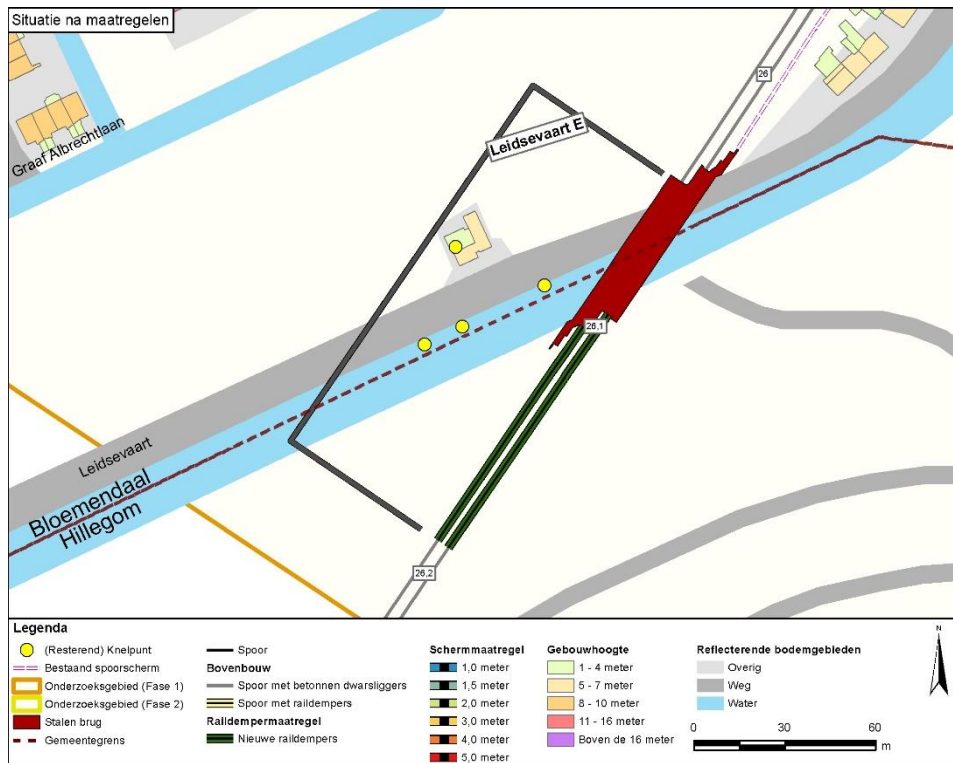 Situatie na maatregelen
26
Graaf Albrechtlaan
Leidsevaart E
26,1
Leidsevaart
Bloemendaal
Hillegom
26,2
Legenda
(Resterend) Knelpunt
Bestaand spoorscherm
Onderzoeksgebied (Fase 1)
Onderzoeksgebied (Fase 2)
Stalen brug
Gemeentegrens
Spoor
Bovenbouw
Spoor met betonnen dwarsliggers
Spoor met raildempers
Raildempermaatregel
Nieuwe raildempers
Schermmaatregel
1,0 meter
1,5 meter
2,0 meter
3,0 meter
4,0 meter
5,0 meter
Gebouwhoogte
1 - 4 meter
5 - 7 meter
8 - 10 meter
11 - 16 meter
Boven de 16 meter
Reflecterende bodemgebieden
Overig
Weg
Water
0 30 60
m
N